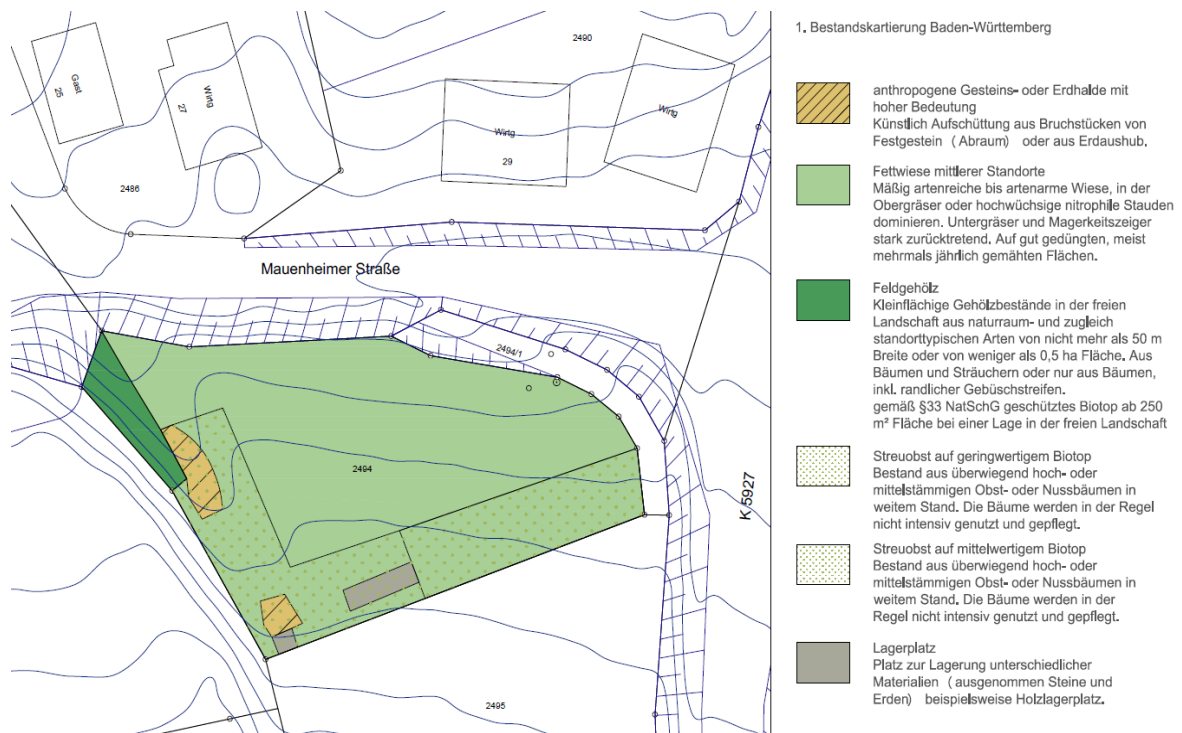 1. Bestandskartierung Baden-Württemberg
2490
Gast
25
Wirtg
27
Wirtg
29
Wirtg
2486
Mauenheimer Straße
2494/1
2494
K 5927
2495
anthropogene Gesteins- oder Erdhalde mit
hoher Bedeutung
Künstlich Aufschüttung aus Bruchstücken von
Festgestein ( Abraum) oder aus Erdaushub.
Fettwiese mittlerer Standorte
Mäßig artenreiche bis artenarme Wiese, in der
Obergräser oder hochwüchsige nitrophile Stauden
dominieren. Untergräser und Magerkeitszeiger
stark zurücktretend. Auf gut gedüngten, meist
mehrmals jährlich gemähten Flächen.
Feldgehölz
Kleinflächige Gehölzbestände in der freien
Landschaft aus naturraum- und zugleich
standorttypischen Arten von nicht mehr als 50 m
Breite oder von weniger als 0,5 ha Fläche. Aus
Bäumen und Sträuchern oder nur aus Bäumen,
inkl. randlicher Gebüschstreifen.
gemäß §33 NatSchG geschütztes Biotop ab 250
m² Fläche bei einer Lage in der freien Landschaft
Streuobst auf geringwertigem Biotop
Bestand aus überwiegend hoch- oder
mittelstämmigen Obst- oder Nussbäumen in
weitem Stand. Die Bäume werden in der Regel
nicht intensiv genutzt und gepflegt.
Streuobst auf mittelwertigem Biotop
Bestand aus überwiegend hoch- oder
mittelstämmigen Obst- oder Nussbäumen in
weitem Stand. Die Bäume werden in der
Regel nicht intensiv genutzt und gepflegt.
Lagerplatz
Platz zur Lagerung unterschiedlicher
Materialien ( ausgenommen Steine und
Erden) beispielsweise Holzlagerplatz.